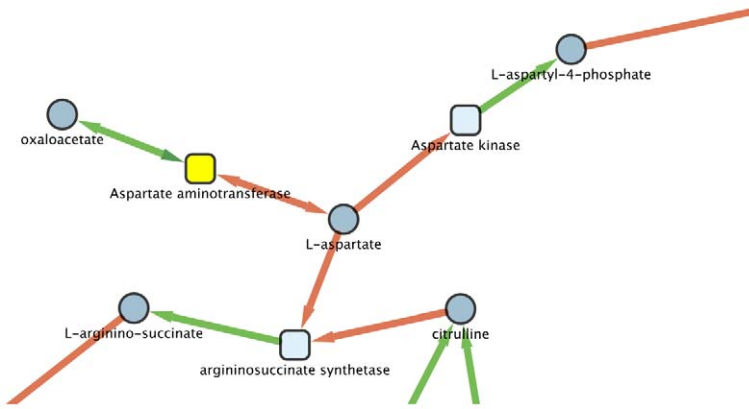 L-aspartyl-4-phosphate
oxaloacetate
Aspartate kinase
Aspartate aminotransferase
L-aspartate
L-arginino-succinate
citrulline
argininosuccinate synthetase